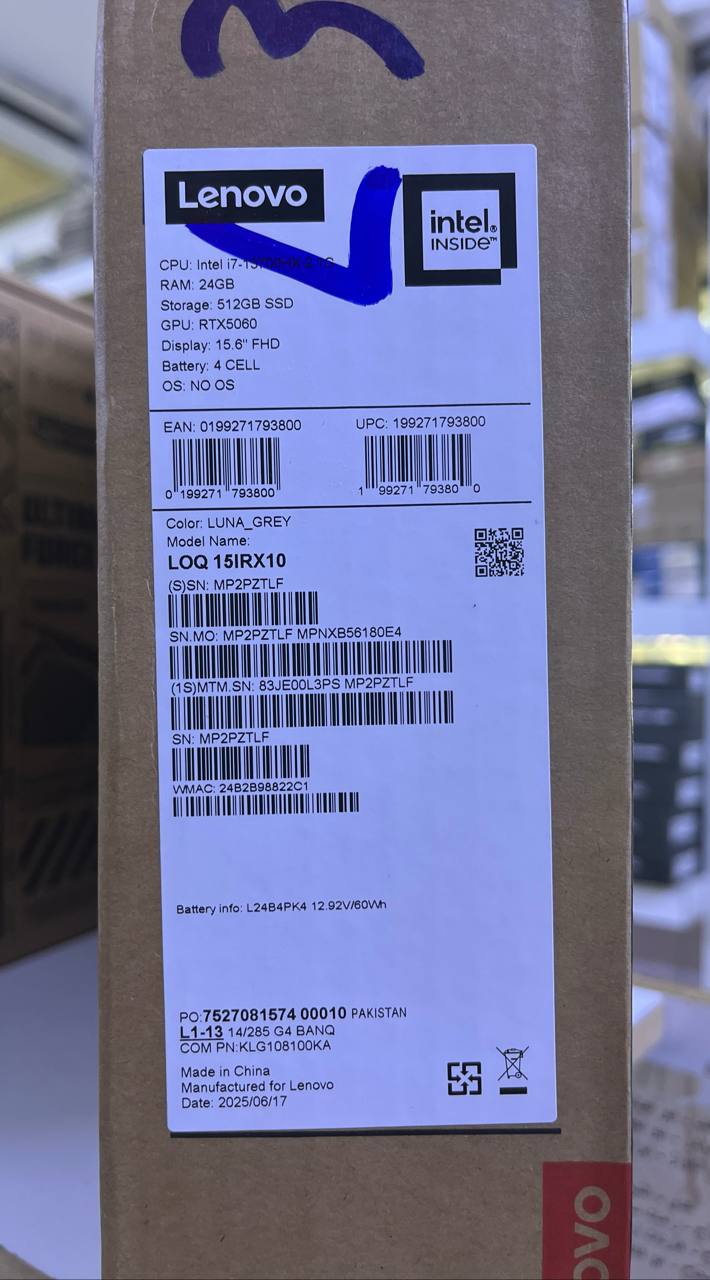 Lenovo
intel®
INSIDE™
CPU: Intel i7-13700HX 2.1G
RAM: 24GB
Storage: 512GB SSD
GPU: RTX5060
Display: 15.6" FHD
Battery: 4 CELL
OS: NO OS
EAN: 0199271793800 UPC: 199271793800
0 199271 793800 1 99271 79380 0
Color: LUNA_GREY
Model Name:
LOQ 15IRX10
(S)SN: MP2PZTLF
SN.MO: MP2PZTLF MPNXB56180E4
(1S)MTM.SN: 83JE00L3PS MP2PZTLF
SN: MP2PZTLF
WMAC: 24B2B98822C1
Battery info: L24B4PK4 12.92V/60Wh
PO:7527081574 00010 PAKISTAN
L1-13 14/285 G4 BANQ
COM PN:KLG108100KA
Made in China
Manufactured for Lenovo
Date: 2025/06/17